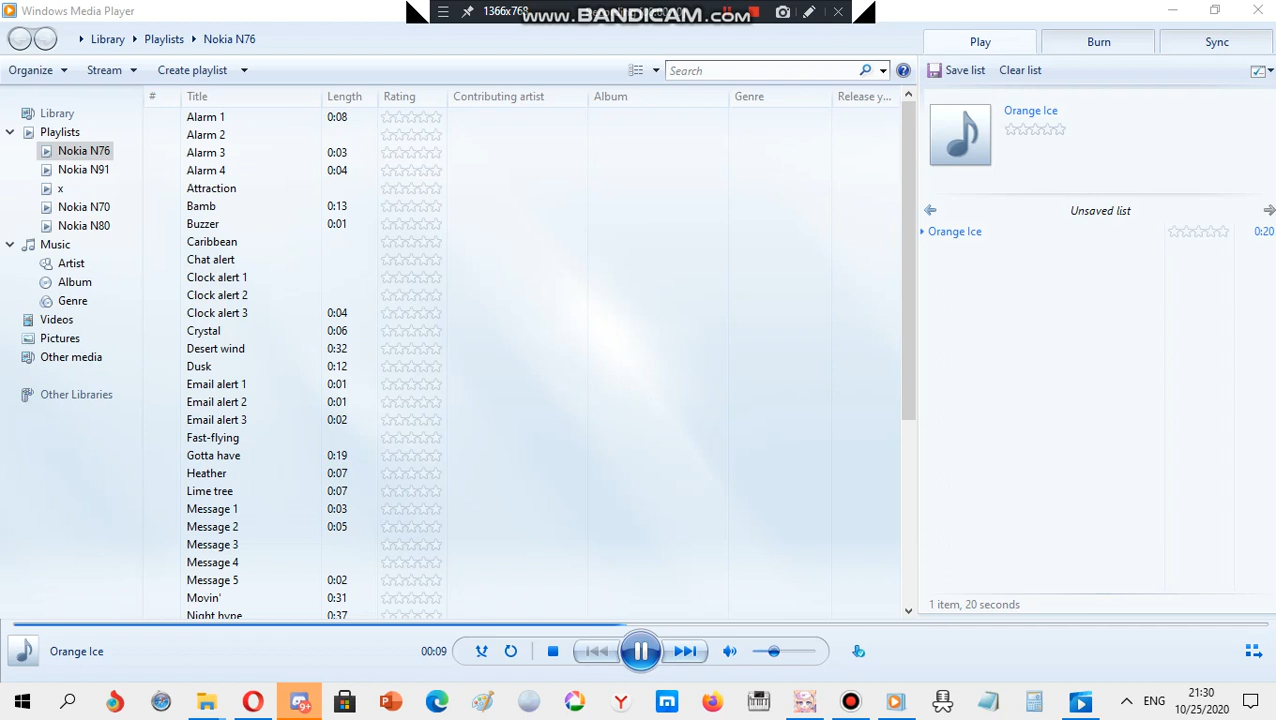 Windows Media Player
1366x768
www.BANDICAM.com
Library
Playlists
Nokia N76
Play
Burn
Sync
Organize
Stream
Create playlist
Search
Save list
Clear list
Library
Playlists
Nokia N76
Nokia N91
x
Nokia N70
Nokia N80
Music
Artist
Album
Genre
Videos
Pictures
Other media
Other Libraries
# Title Length Rating Contributing artist Album Genre Release y...
Alarm 1 0:08
Alarm 2
Alarm 3 0:03
Alarm 4 0:04
Attraction
Bamb 0:13
Buzzer 0:01
Caribbean
Chat alert
Clock alert 1
Clock alert 2
Clock alert 3 0:04
Crystal 0:06
Desert wind 0:32
Dusk 0:12
Email alert 1 0:01
Email alert 2 0:01
Email alert 3 0:02
Fast-flying
Gotta have 0:19
Heather 0:07
Lime tree 0:07
Message 1 0:03
Message 2 0:05
Message 3
Message 4
Message 5 0:02
Movin' 0:31
Night hype 0:37
Orange Ice
Unsaved list
Orange Ice 0:20
1 item, 20 seconds
Orange Ice
00:09
9+
ENG
21:30
10/25/2020